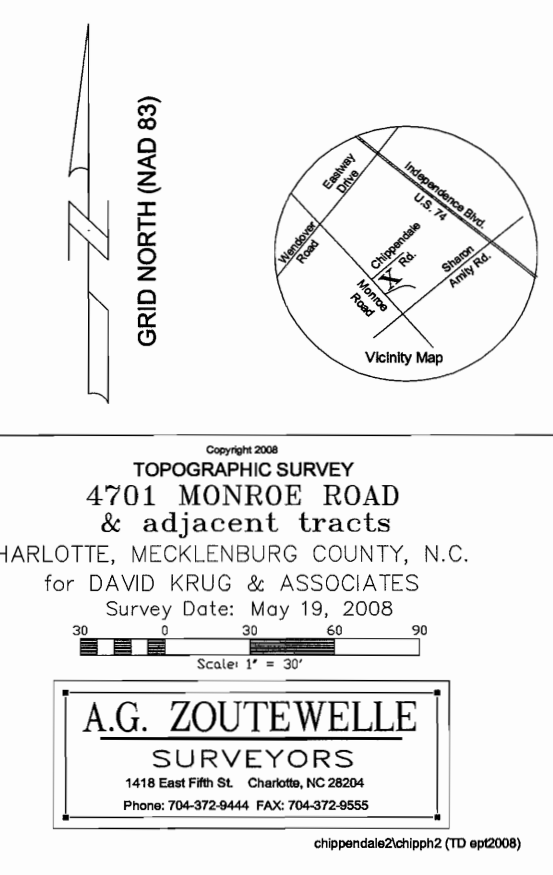 GRID NORTH (NAD 83)
Eastway
Drive
Independence Blvd.
U.S. 74
Wendover
Road
Chippendale
Rd.
X
Sharon
Amity Rd.
Monroe
Road
Vicinity Map
Copyright 2008
TOPOGRAPHIC SURVEY
4701 MONROE ROAD
& adjacent tracts
HARLOTTE, MECKLENBURG COUNTY, N.C.
for DAVID KRUG & ASSOCIATES
Survey Date: May 19, 2008
30 0 30 60 90
Scale: 1" = 30'
A.G. ZOUTEWELLE
SURVEYORS
1418 East Fifth St. Charlotte, NC 28204
Phone: 704-372-9444 FAX: 704-372-9555
chippendale2\chipph2 (TD ept2008)